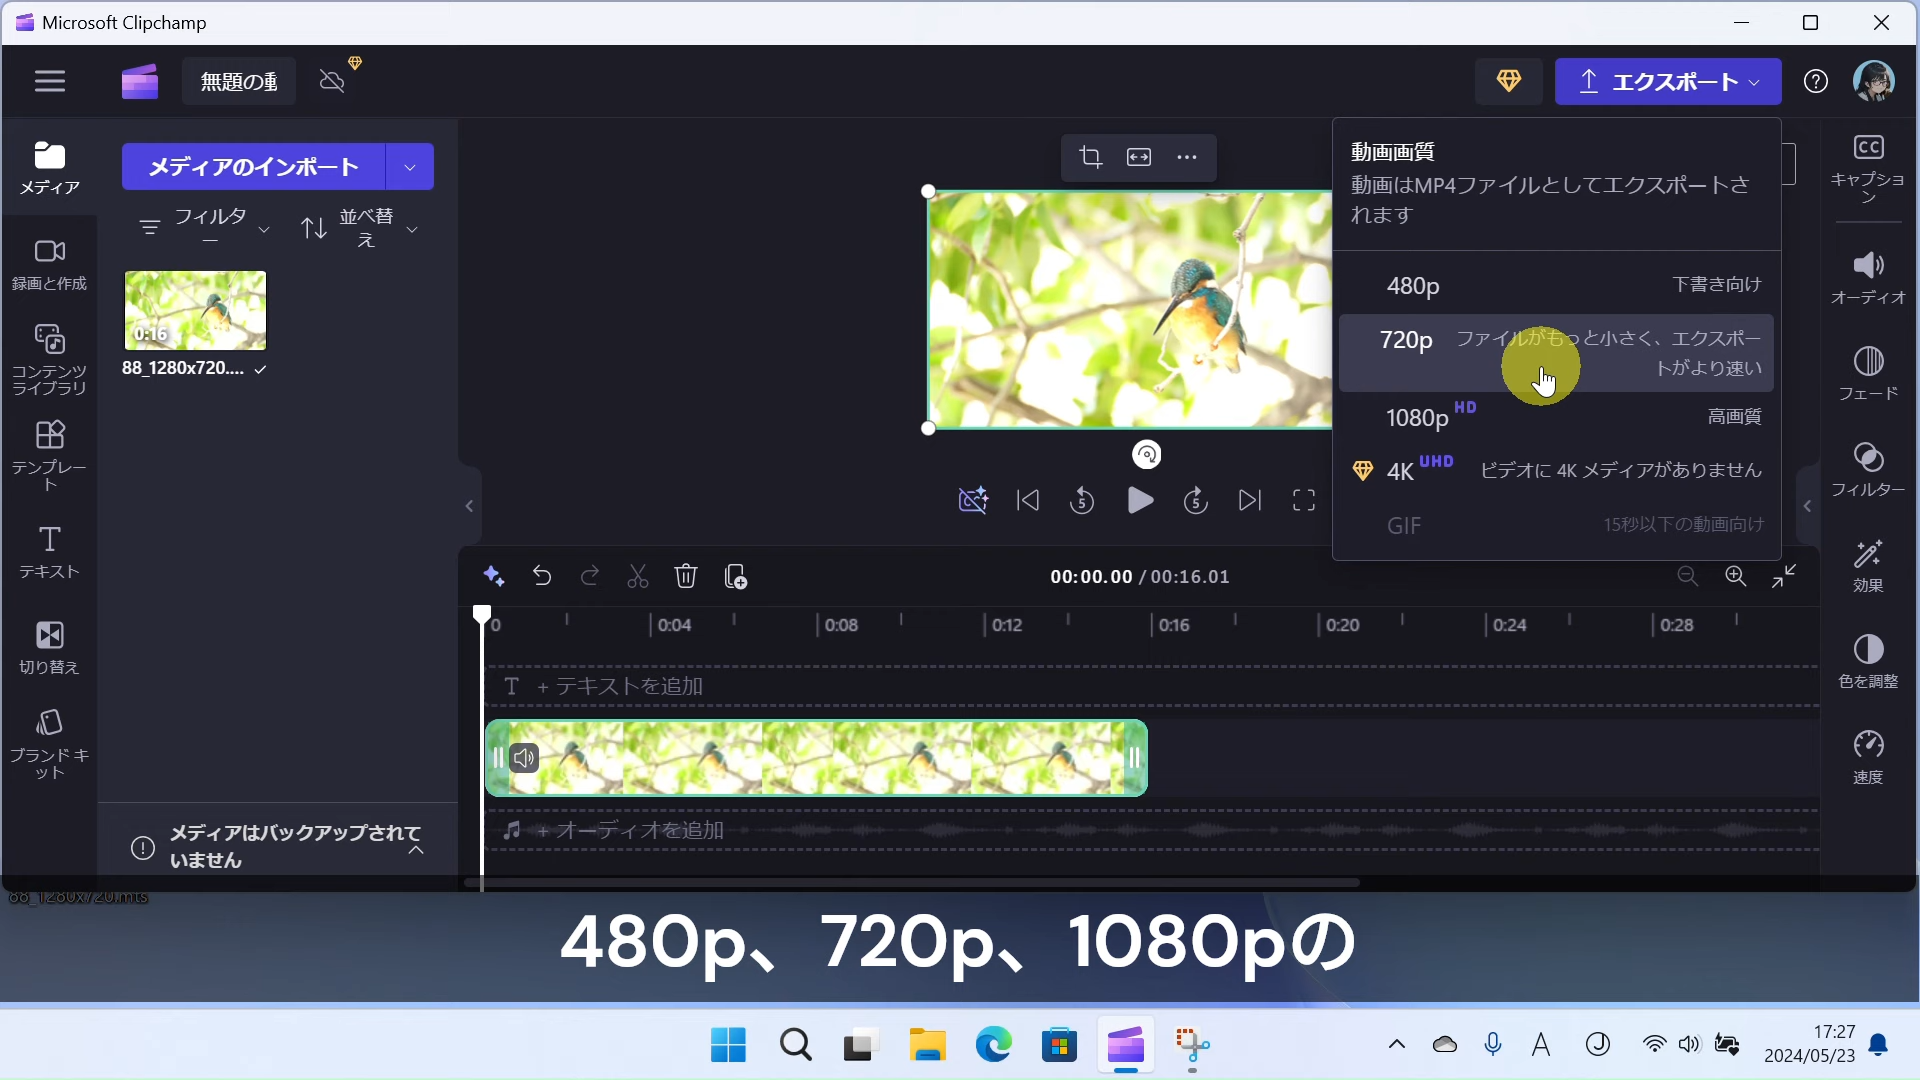 Microsoft Clipchamp
無題の動
エクスポート
メディア
メディアのインポート
フィルタ
ー
並べ替
え
0:16
88_1280x720....
録画と作成
コンテンツ
ライブラリ
テンプレー
ト
テキスト
切り替え
ブランド キ
ット
メディアはバックアップされて
いません
動画画質
動画はMP4ファイルとしてエクスポートさ
れます
480p 下書き向け
720p ファイルがもっと小さく、エクスポー
トがより速い
1080p HD 高画質
4K UHD ビデオに 4K メディアがありません
GIF 15秒以下の動画向け
CC
キャプショ
ン
オーディオ
フェード
フィルター
効果
色を調整
速度
5
5
00:00.00 / 00:16.01
0 0:04 0:08 0:12 0:16 0:20 0:24 0:28
T + テキストを追加
+ オーディオを追加
88_1280x720.mts
480p、720p、1080pの
A
17:27
2024/05/23